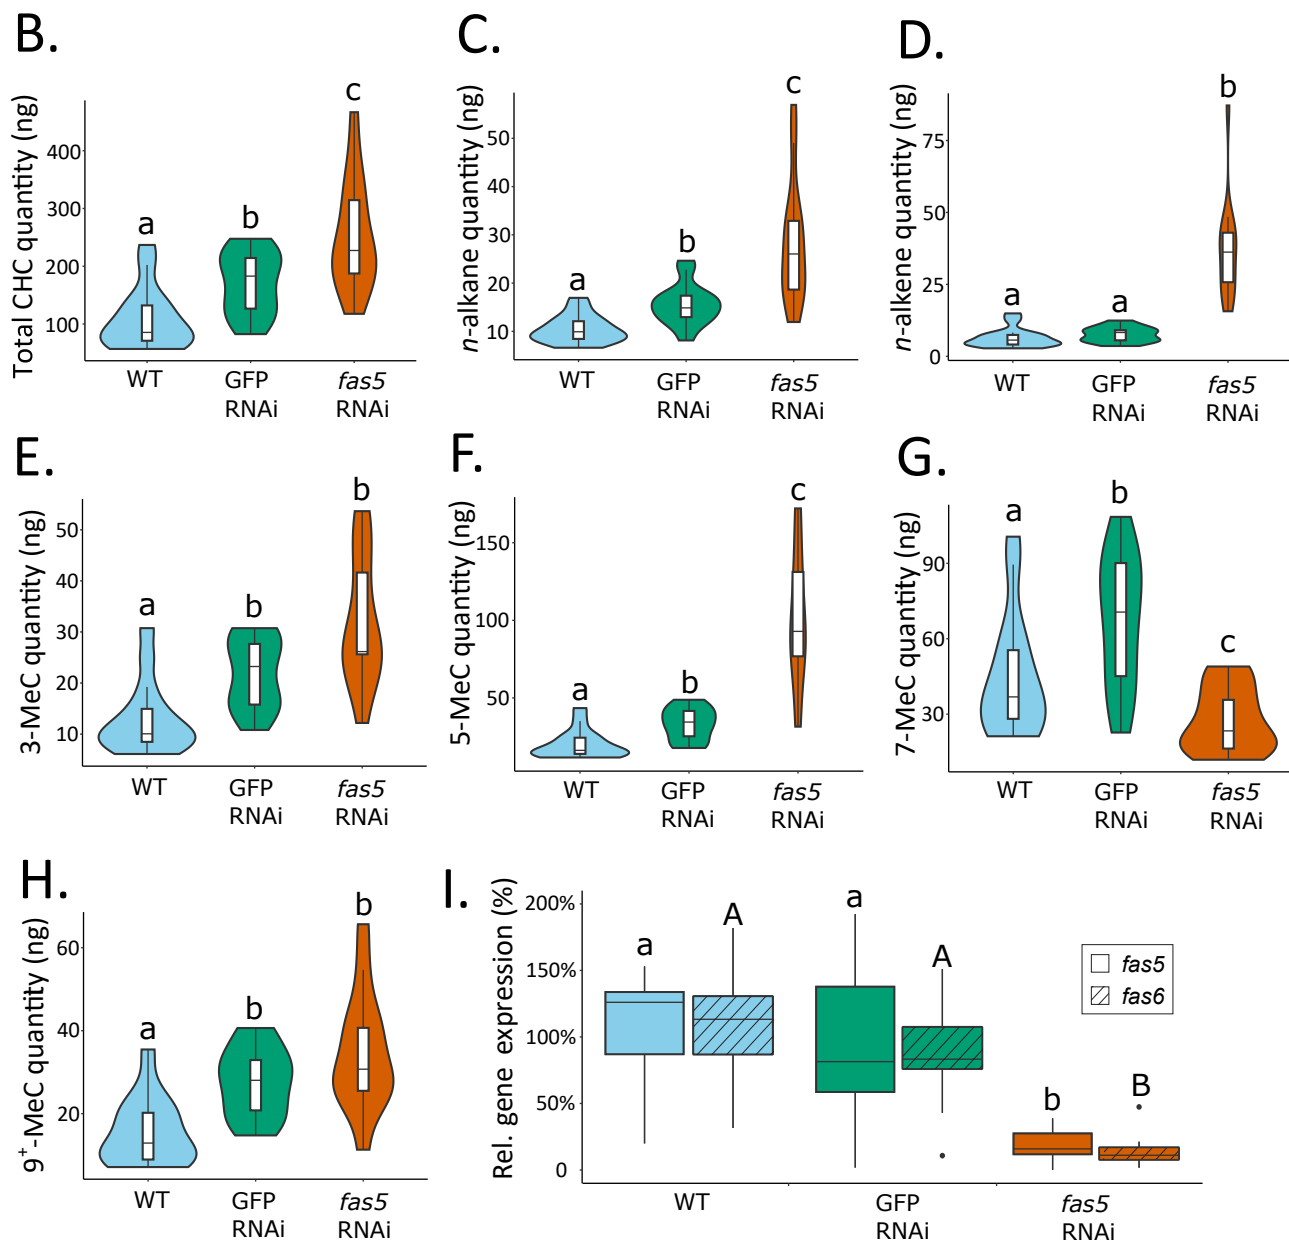 B.
Total CHC quantity (ng)
400
300
200
100
a
b
c
WT
GFP
RNAi
fas5
RNAi
C.
n-alkane quantity (ng)
50
40
30
20
10
a
b
c
WT
GFP
RNAi
fas5
RNAi
D.
n-alkene quantity (ng)
75
50
25
0
a
a
b
WT
GFP
RNAi
fas5
RNAi
E.
3-MeC quantity (ng)
50
40
30
20
10
a
b
b
WT
GFP
RNAi
fas5
RNAi
F.
5-MeC quantity (ng)
150
100
50
a
b
c
WT
GFP
RNAi
fas5
RNAi
G.
7-MeC quantity (ng)
90
60
30
a
b
c
WT
GFP
RNAi
fas5
RNAi
H.
9⁺-MeC quantity (ng)
60
40
20
a
b
b
WT
GFP
RNAi
fas5
RNAi
I.
Rel. gene expression (%)
200%
150%
100%
50%
0
a
A
a
A
b
B
fas5
fas6
WT
GFP
RNAi
fas5
RNAi